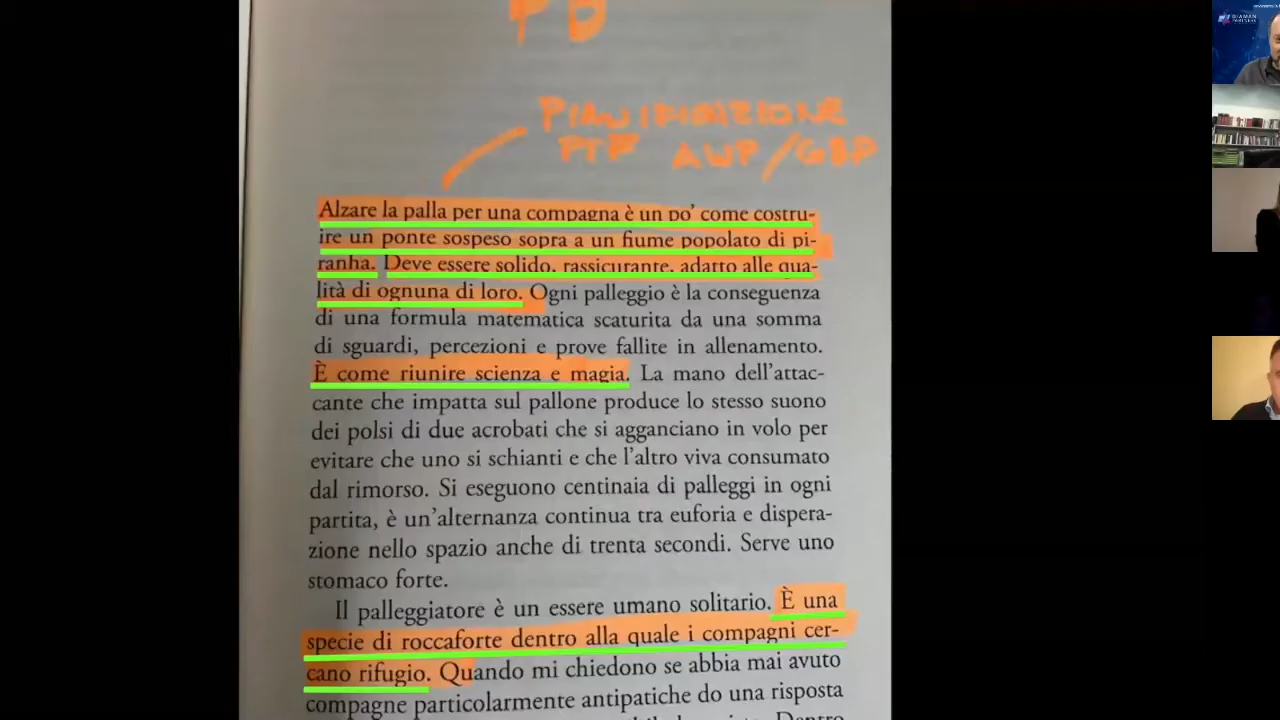 PB
PIANIFICAZIONE
PTF AWP/GBP
Alzare la palla per una compagna è un po’ come costru-
ire un ponte sospeso sopra a un fiume popolato di pi-
ranha. Deve essere solido, rassicurante, adatto alle qua-
lità di ognuna di loro. Ogni palleggio è la conseguenza
di una formula matematica scaturita da una somma
di sguardi, percezioni e prove fallite in allenamento.
È come riunire scienza e magia. La mano dell’attac-
cante che impatta sul pallone produce lo stesso suono
dei polsi di due acrobati che si agganciano in volo per
evitare che uno si schianti e che l’altro viva consumato
dal rimorso. Si eseguono centinaia di palleggi in ogni
partita, è un’alternanza continua tra euforia e dispera-
zione nello spazio anche di trenta secondi. Serve uno
stomaco forte.
Il palleggiatore è un essere umano solitario. È una
specie di roccaforte dentro alla quale i compagni cer-
cano rifugio. Quando mi chiedono se abbia mai avuto
compagne particolarmente antipatiche do una risposta
DIAMAN
PARTNERS